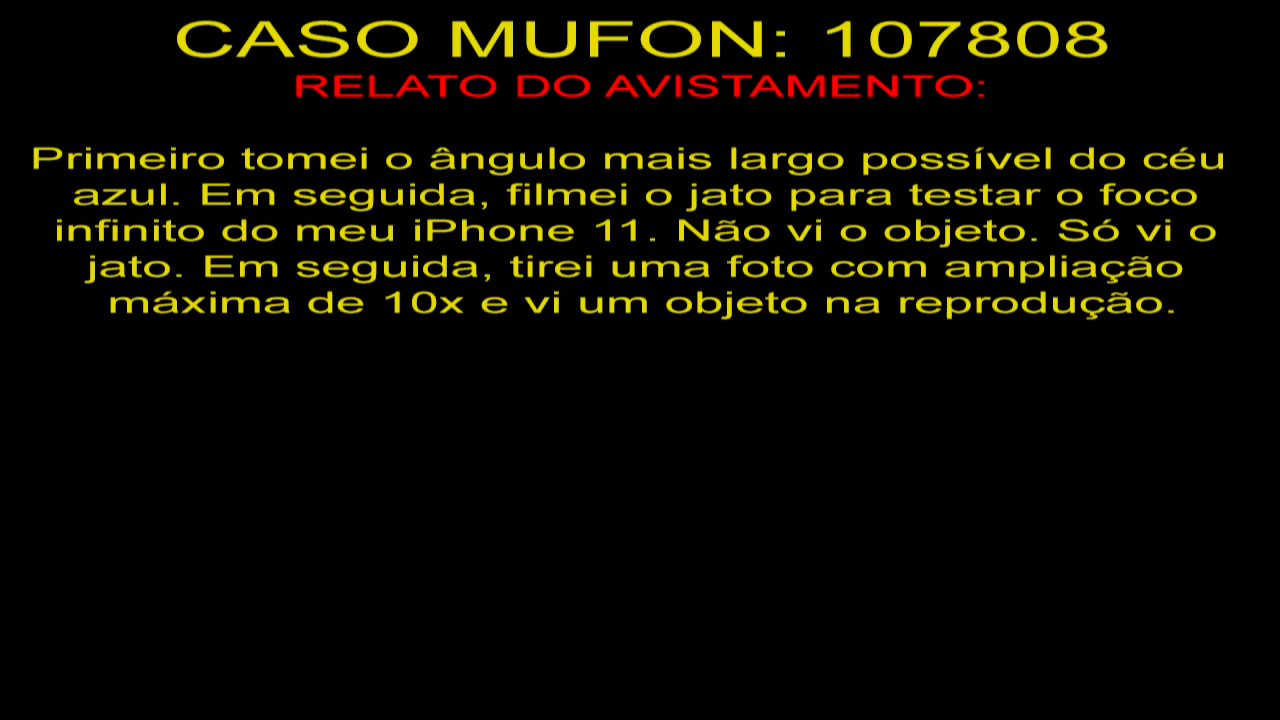 CASO MUFON: 107808
RELATO DO AVISTAMENTO:
Primeiro tomei o ângulo mais largo possível do céu
azul. Em seguida, filmei o jato para testar o foco
infinito do meu iPhone 11. Não vi o objeto. Só vi o
jato. Em seguida, tirei uma foto com ampliação
máxima de 10x e vi um objeto na reprodução.